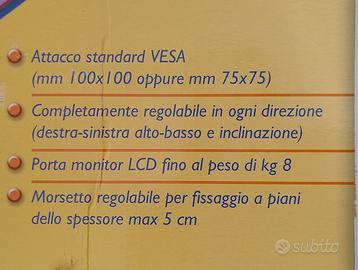 Attacco standard VESA
(mm 100x100 oppure mm 75x75)
Completamente regolabile in ogni direzione
(destra-sinistra alto-basso e inclinazione)
Porta monitor LCD fino al peso di kg 8
Morsetto regolabile per fissaggio a piani
dello spessore max 5 cm
subito